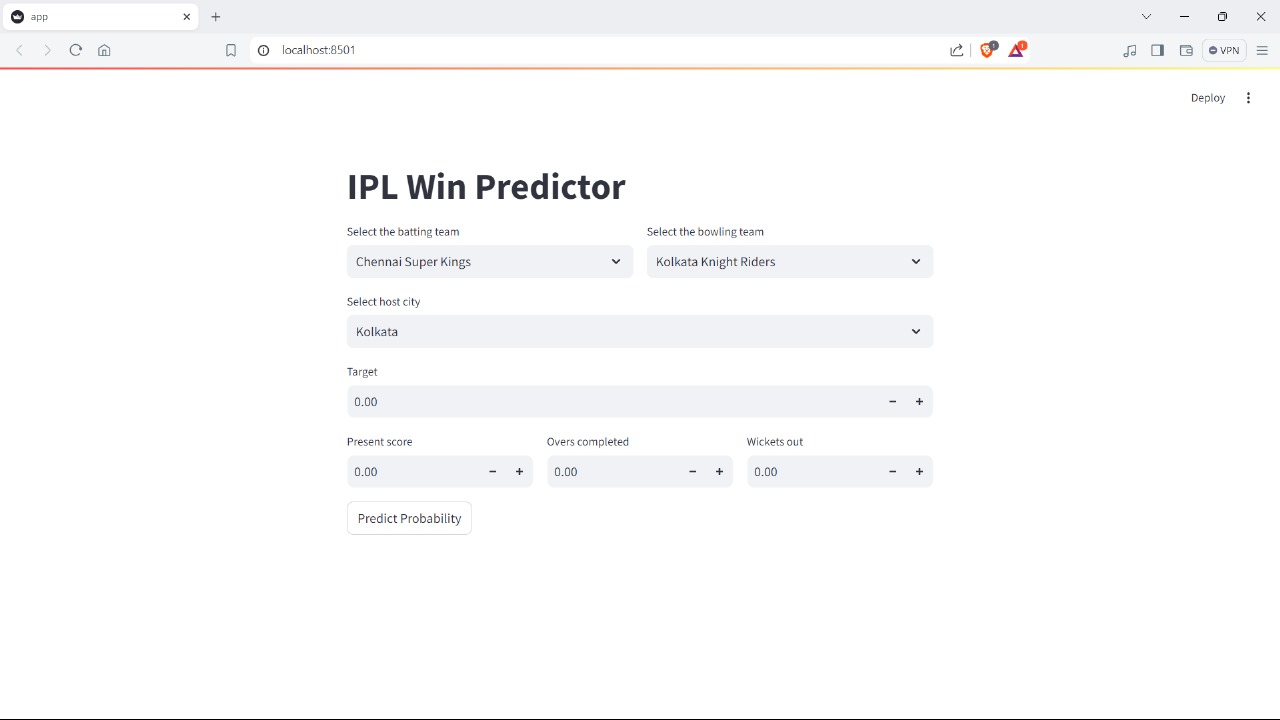 app
localhost:8501
1
1
VPN
Deploy
IPL Win Predictor
Select the batting team Select the bowling team
Chennai Super Kings Kolkata Knight Riders
Select host city
Kolkata
Target
0.00
Present score Overs completed Wickets out
0.00 0.00 0.00
Predict Probability